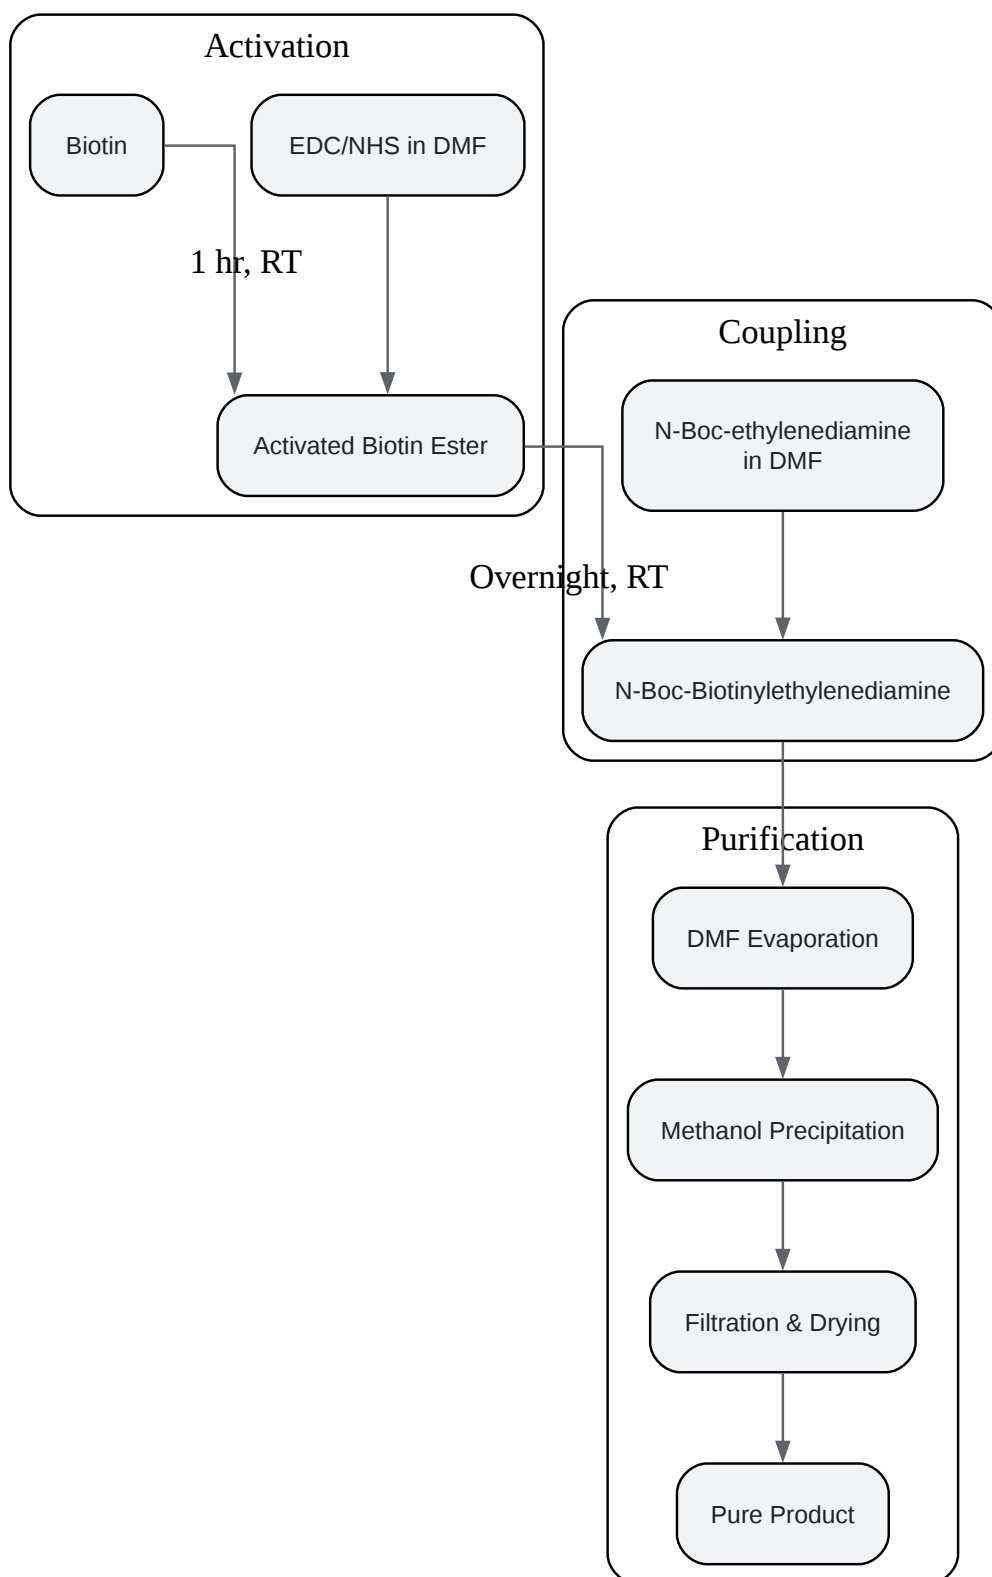 Activation
Biotin
EDC/NHS in DMF
1 hr, RT
Activated Biotin Ester
Coupling
N-Boc-ethylenediamine
in DMF
Overnight, RT
N-Boc-Biotinylethylenediamine
Purification
DMF Evaporation
Methanol Precipitation
Filtration & Drying
Pure Product